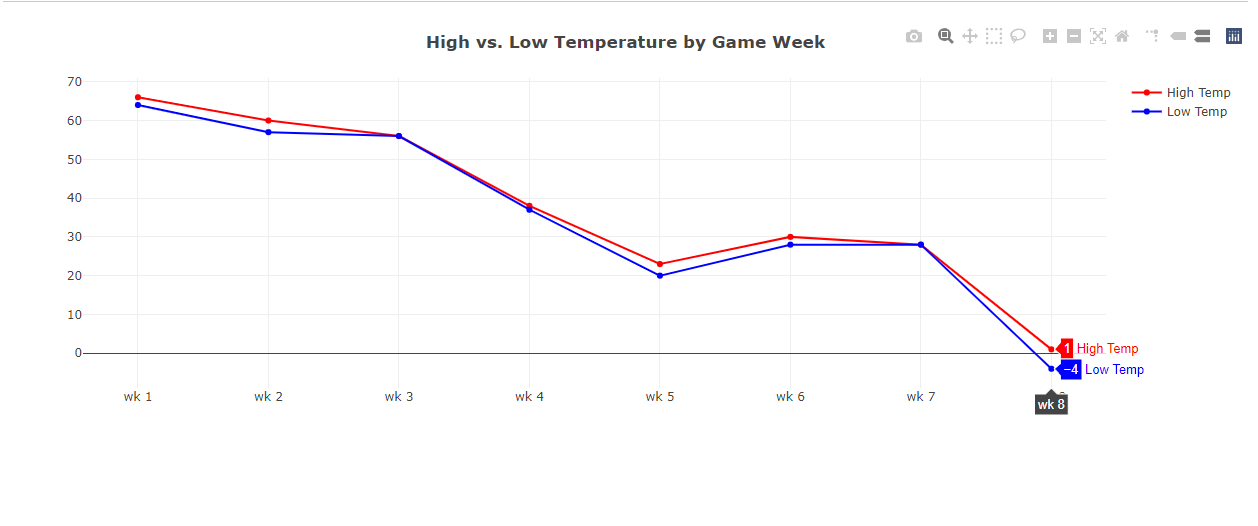 High vs. Low Temperature by Game Week
High Temp
Low Temp
70
60
50
40
30
20
10
0
1 High Temp
−4 Low Temp
wk 1 wk 2 wk 3 wk 4 wk 5 wk 6 wk 7
wk 8